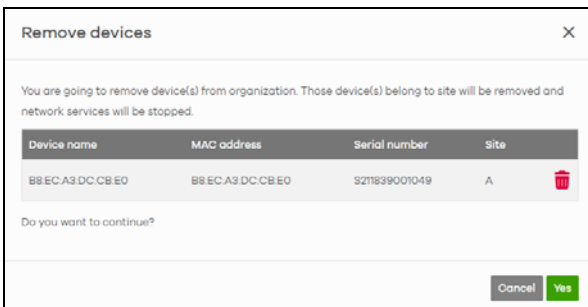 Remove devices
You are going to remove device(s) from organization. Those device(s) belong to site will be removed and
network services will be stopped.
Device name MAC address Serial number Site
B8:EC:A3:DC:CB:E0 B8:EC:A3:DC:CB:E0 S211839001049 A
Do you want to continue?
Cancel Yes